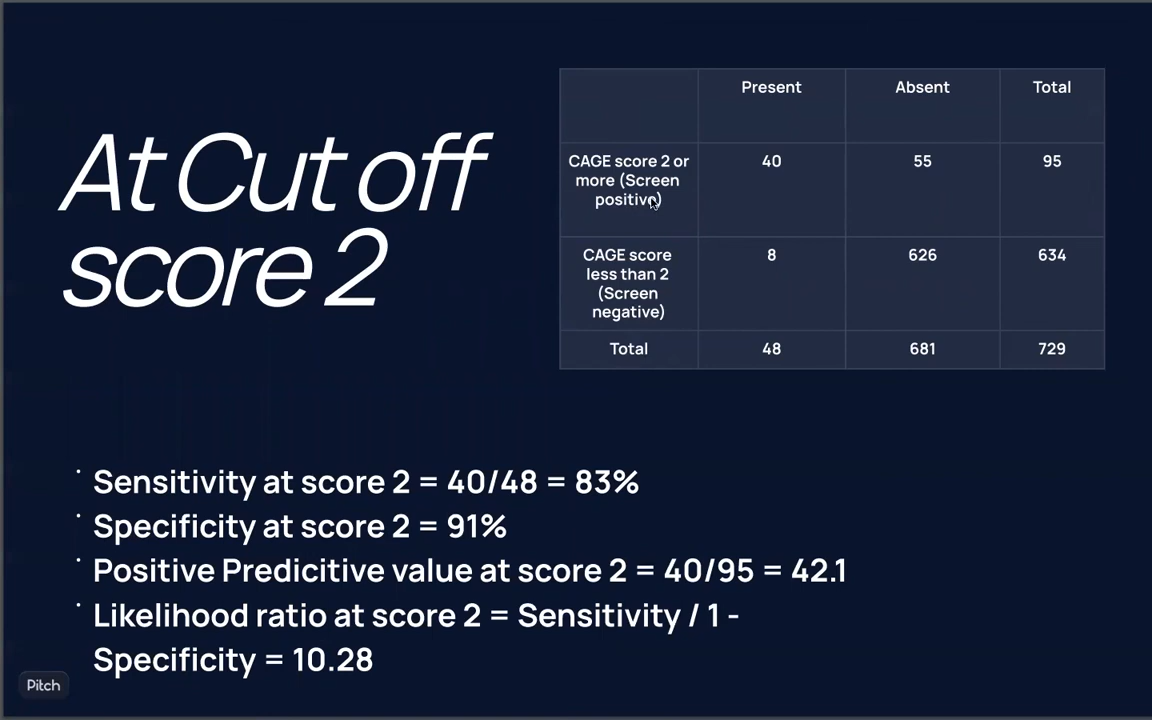 At Cut off
score 2
Present Absent Total
CAGE score 2 or
more (Screen
positive)
40 55 95
CAGE score
less than 2
(Screen
negative)
8 626 634
Total 48 681 729
· Sensitivity at score 2 = 40/48 = 83%
· Specificity at score 2 = 91%
· Positive Predicitive value at score 2 = 40/95 = 42.1
· Likelihood ratio at score 2 = Sensitivity / 1 -
Specificity = 10.28
Pitch